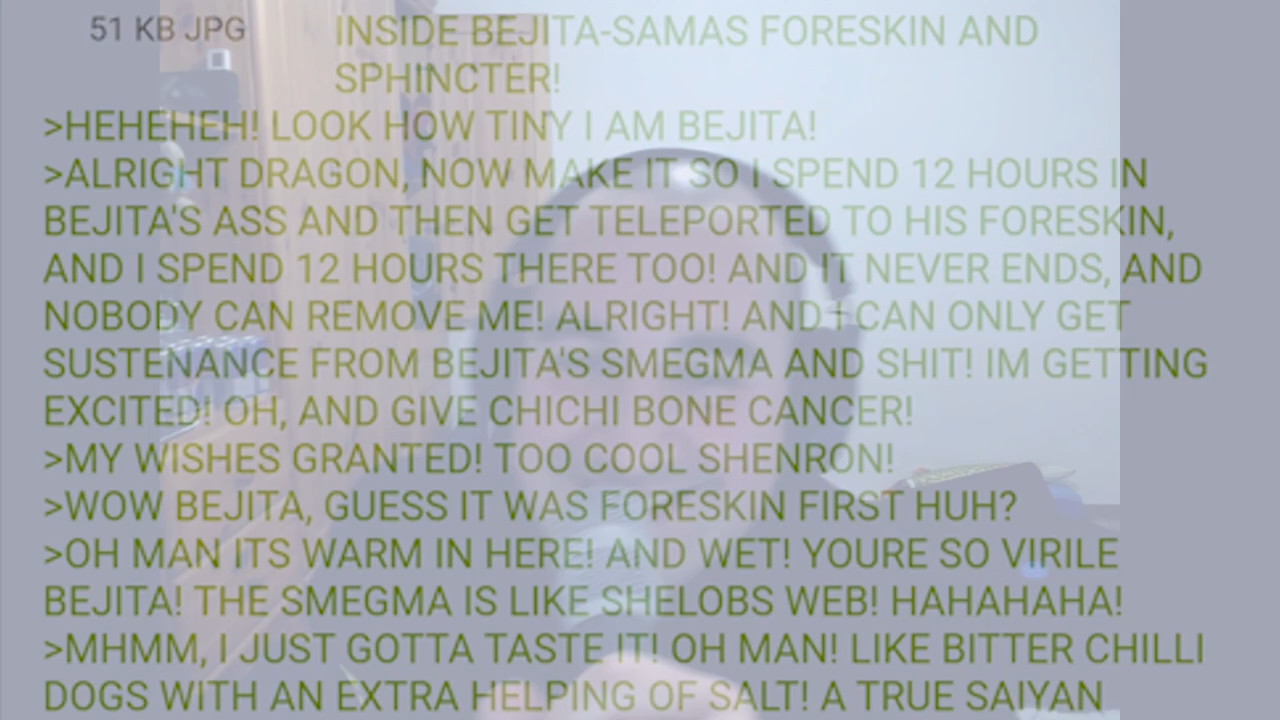 51 KB JPG
INSIDE BEJITA-SAMAS FORESKIN AND
SPHINCTER!
>HEHEHEH! LOOK HOW TINY I AM BEJITA!
>ALRIGHT DRAGON, NOW MAKE IT SO I SPEND 12 HOURS IN
BEJITA'S ASS AND THEN GET TELEPORTED TO HIS FORESKIN,
AND I SPEND 12 HOURS THERE TOO! AND IT NEVER ENDS, AND
NOBODY CAN REMOVE ME! ALRIGHT! AND I CAN ONLY GET
SUSTENANCE FROM BEJITA'S SMEGMA AND SHIT! IM GETTING
EXCITED! OH, AND GIVE CHICHI BONE CANCER!
>MY WISHES GRANTED! TOO COOL SHENRON!
>WOW BEJITA, GUESS IT WAS FORESKIN FIRST HUH?
>OH MAN ITS WARM IN HERE! AND WET! YOURE SO VIRILE
BEJITA! THE SMEGMA IS LIKE SHELOBS WEB! HAHAHAHA!
>MHMM, I JUST GOTTA TASTE IT! OH MAN! LIKE BITTER CHILLI
DOGS WITH AN EXTRA HELPING OF SALT! A TRUE SAIYAN